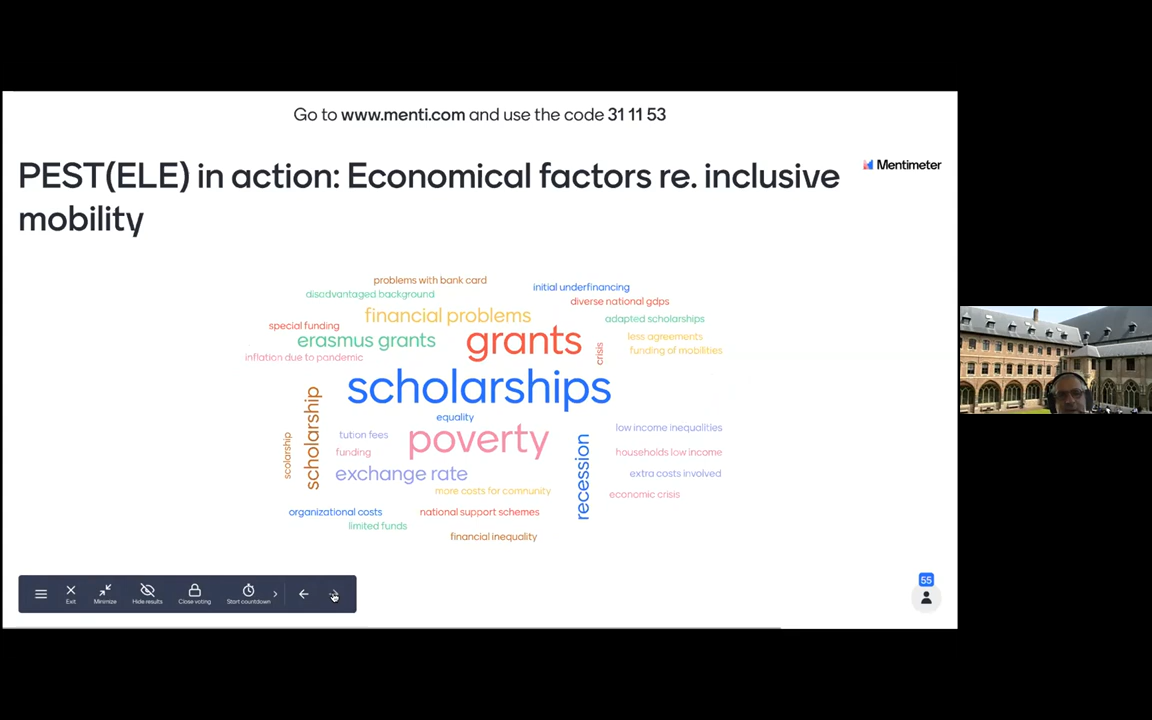 Go to www.menti.com and use the code 31 11 53
PEST(ELE) in action: Economical factors re. inclusive
mobility
Mentimeter
problems with bank card
initial underfinancing
disadvantaged background
diverse national gdps
financial problems
adapted scholarships
special funding
erasmus grants
grants
less agreements
crisis
funding of mobilities
inflation due to pandemic
scholarships
equality
scholarship
scolarship
tution fees
poverty
low income inequalities
funding
recession
households low income
exchange rate
extra costs involved
more costs for community
economic crisis
organizational costs
national support schemes
limited funds
financial inequality
Exit
Minimize
Hide results
Close voting
Start countdown
55